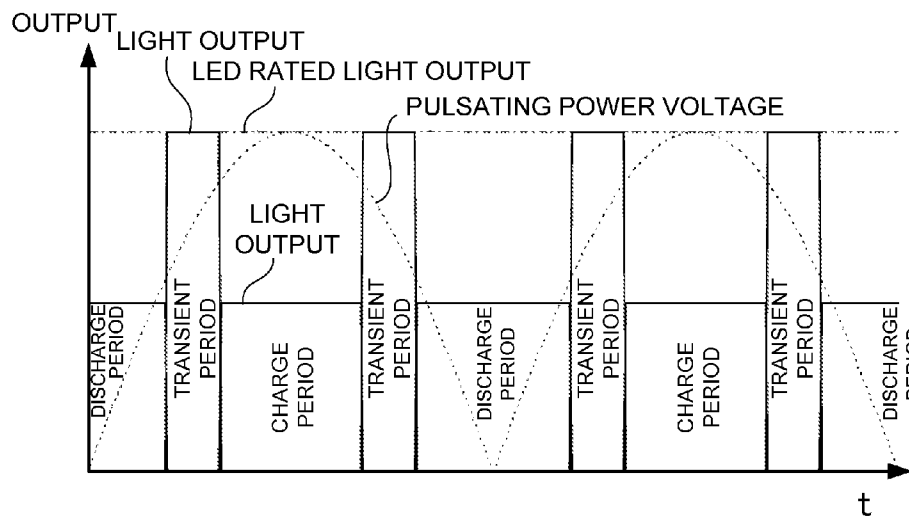 OUTPUT
LIGHT OUTPUT
LED RATED LIGHT OUTPUT
PULSATING POWER VOLTAGE
LIGHT
OUTPUT
DISCHARGE
PERIOD
TRANSIENT
PERIOD
CHARGE
PERIOD
TRANSIENT
PERIOD
DISCHARGE
PERIOD
TRANSIENT
PERIOD
CHARGE
PERIOD
TRANSIENT
PERIOD
DISCHARGE
PERIOD
t